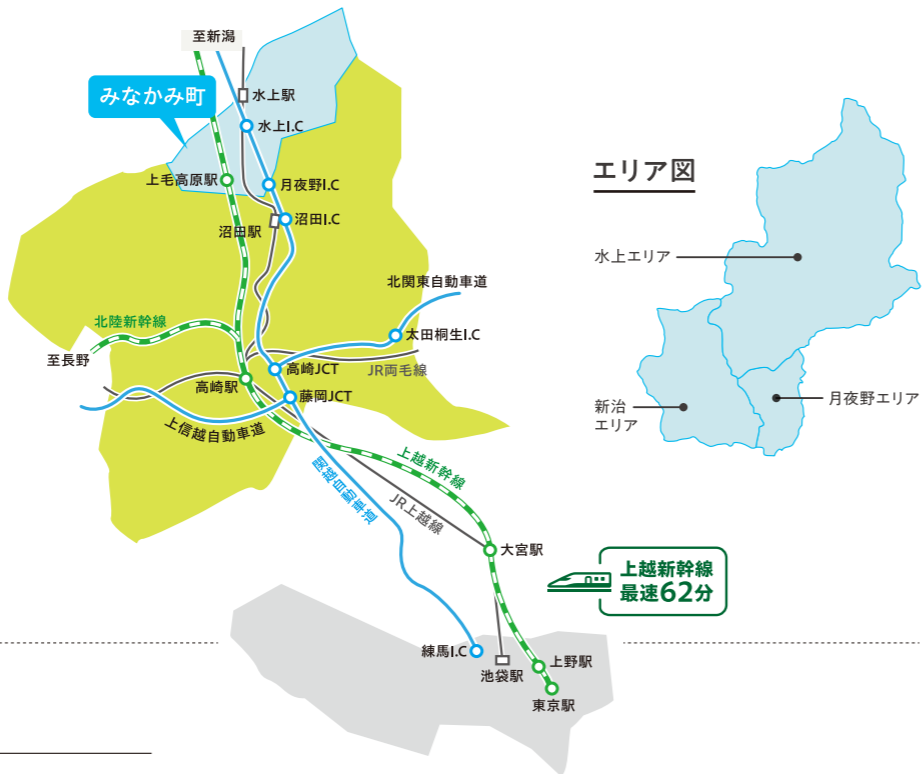 至新潟
みなかみ町
水上駅
水上I.C
上毛高原駅
月夜野I.C
沼田駅
沼田I.C
北関東自動車道
北陸新幹線
至長野
太田桐生I.C
高崎JCT
JR両毛線
高崎駅
藤岡JCT
上信越自動車道
上越新幹線
関越自動車道
JR上越線
大宮駅
上越新幹線
最速62分
練馬I.C
池袋駅
上野駅
東京駅
エリア図
水上エリア
新治
エリア
月夜野エリア